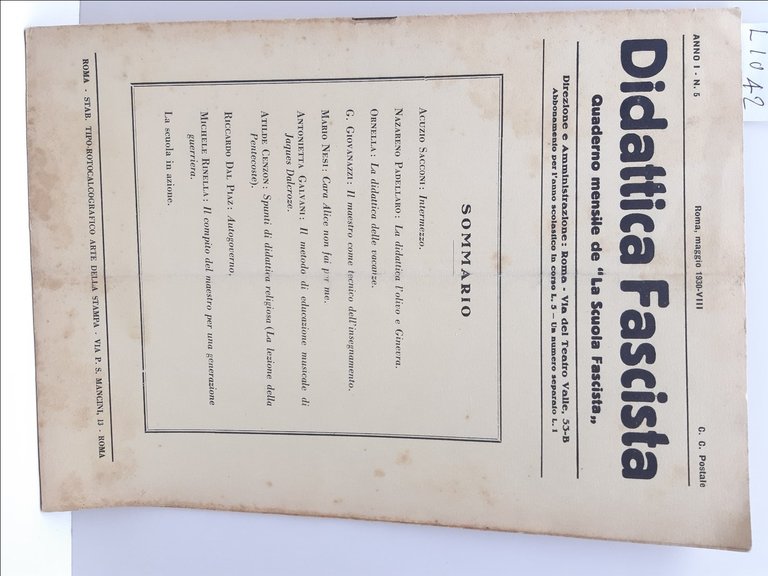 L1042
ANNO I - N. 5 Roma, maggio 1930-VIII C. C. Postale
Didattica Fascista
Quaderno mensile de "La Scuola Fascista„
Direzione e Amministrazione: Roma - Via del Teatro Valle, 53-B
Abbonamento per l'anno scolastico in corso L. 5 - Un numero separato L. 1
SOMMARIO
ACUZIO SACCONI: Intermezzo.
NAZARENO PADELLARO: La didattica l'olivo e Ginevra.
ORNELLA: La didattica delle vacanze.
G. GIOVANAZZI: Il maestro come tecnico dell'insegnamento.
MARIO NESI: Cara Alice non fai per me.
ANTONIETTA GALVANI: Il metodo di educazione musicale di
Jaques Dalcroze.
ATILDE CENZON: Spunti di didattica religiosa (La lezione della
Pentecoste).
RICCARDO DAL PIAZ: Autogoverno.
MICHELE RINELLA: Il compito del maestro per una generazione
guerriera.
La scuola in azione.
ROMA - STAB. TIPO-ROTOCALCOGRAFICO ARTE DELLA STAMPA - VIA P. S. MANCINI, 13 - ROMA